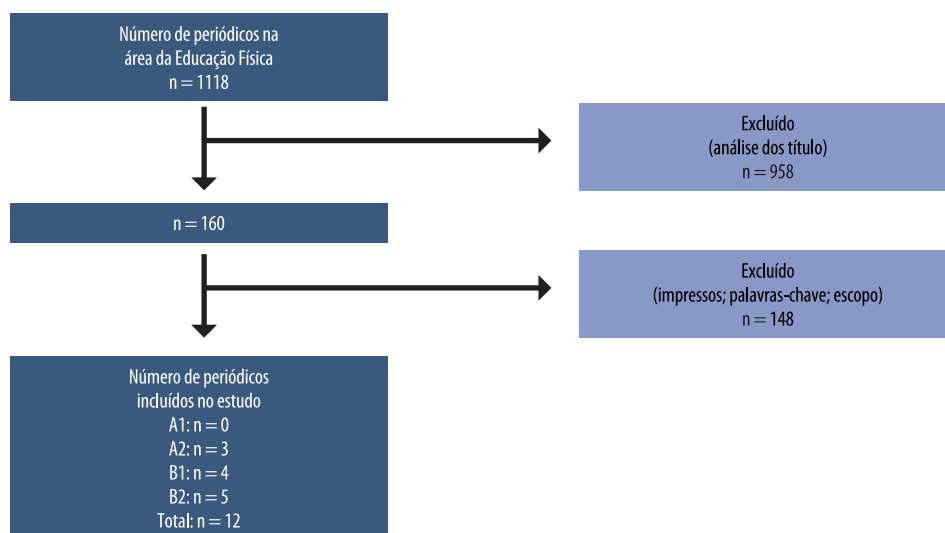 Número de periódicos na
área da Educação Física
n = 1118
Excluído
(análise dos título)
n = 958
n = 160
Excluído
(impressos; palavras-chave; escopo)
n = 148
Número de periódicos
incluídos no estudo
A1: n = 0
A2: n = 3
B1: n = 4
B2: n = 5
Total: n = 12